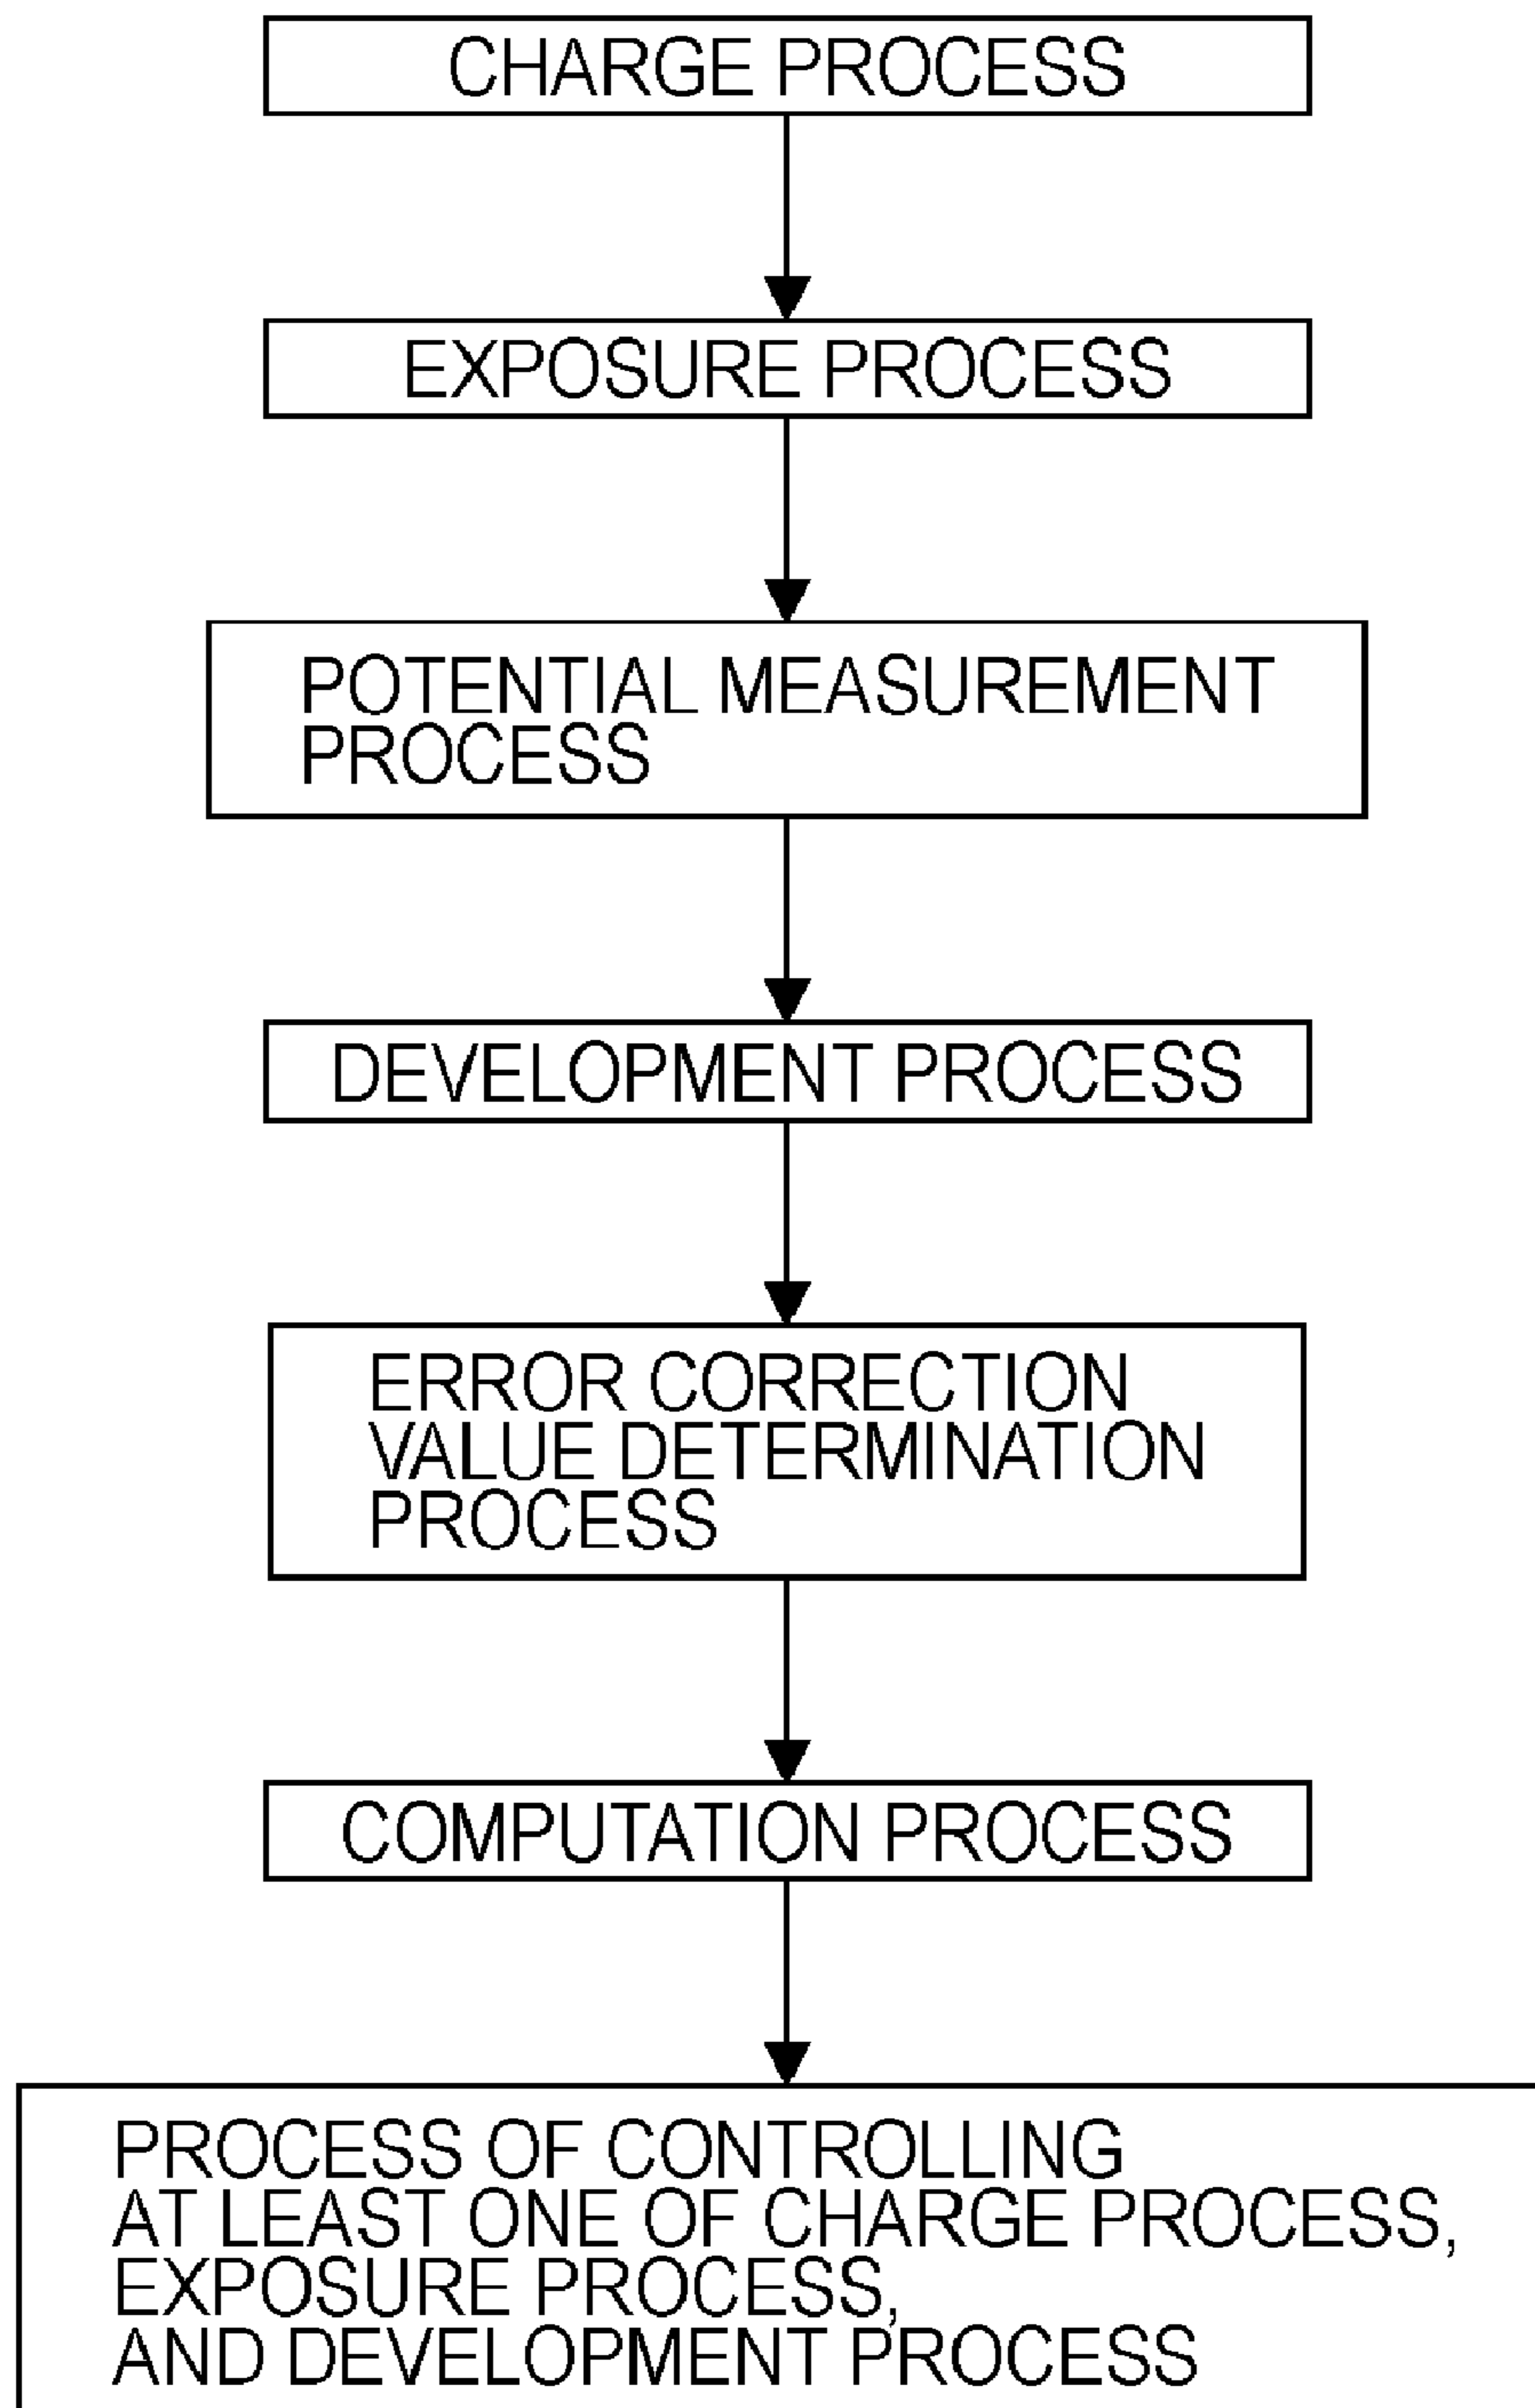 CHARGE PROCESS
EXPOSURE PROCESS
POTENTIAL MEASUREMENT
PROCESS
DEVELOPMENT PROCESS
ERROR CORRECTION
VALUE DETERMINATION
PROCESS
COMPUTATION PROCESS
PROCESS OF CONTROLLING
AT LEAST ONE OF CHARGE PROCESS,
EXPOSURE PROCESS,
AND DEVELOPMENT PROCESS